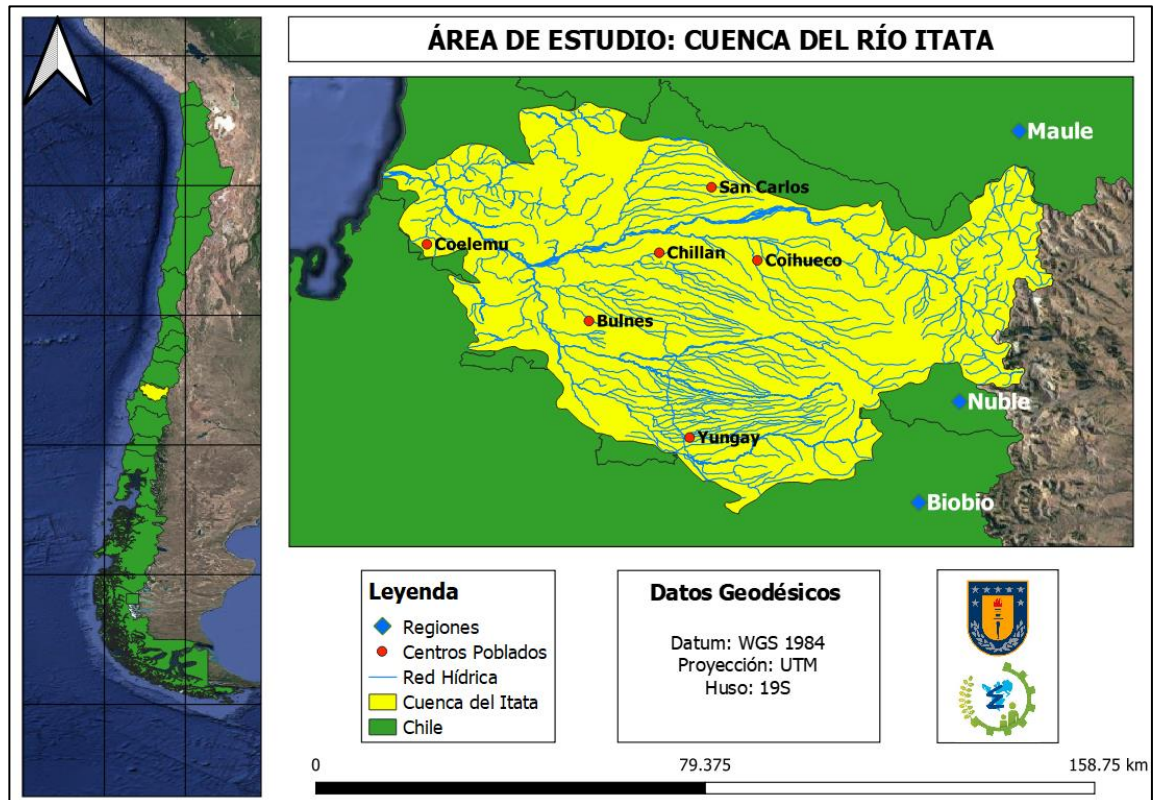 ÁREA DE ESTUDIO: CUENCA DEL RÍO ITATA
Maule
San Carlos
Coelemu
Chillan
Coihueco
Bulnes
Nuble
Yungay
Biobio
Leyenda
Regiones
Centros Poblados
Red Hídrica
Cuenca del Itata
Chile
Datos Geodésicos
Datum: WGS 1984
Proyección: UTM
Huso: 19S
0 79.375 158.75 km